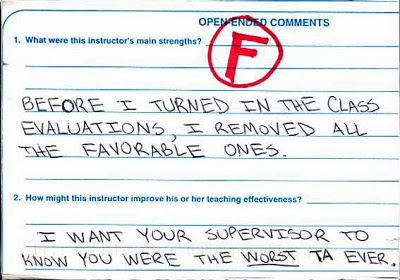 OPEN-ENDED COMMENTS
1. What were this instructor's main strengths?
F
BEFORE I TURNED IN THE CLASS
EVALUATIONS, I REMOVED ALL
THE FAVORABLE ONES.
2. How might this instructor improve his or her teaching effectiveness?
I WANT YOUR SUPERVISOR TO
KNOW YOU WERE THE WORST TA EVER.